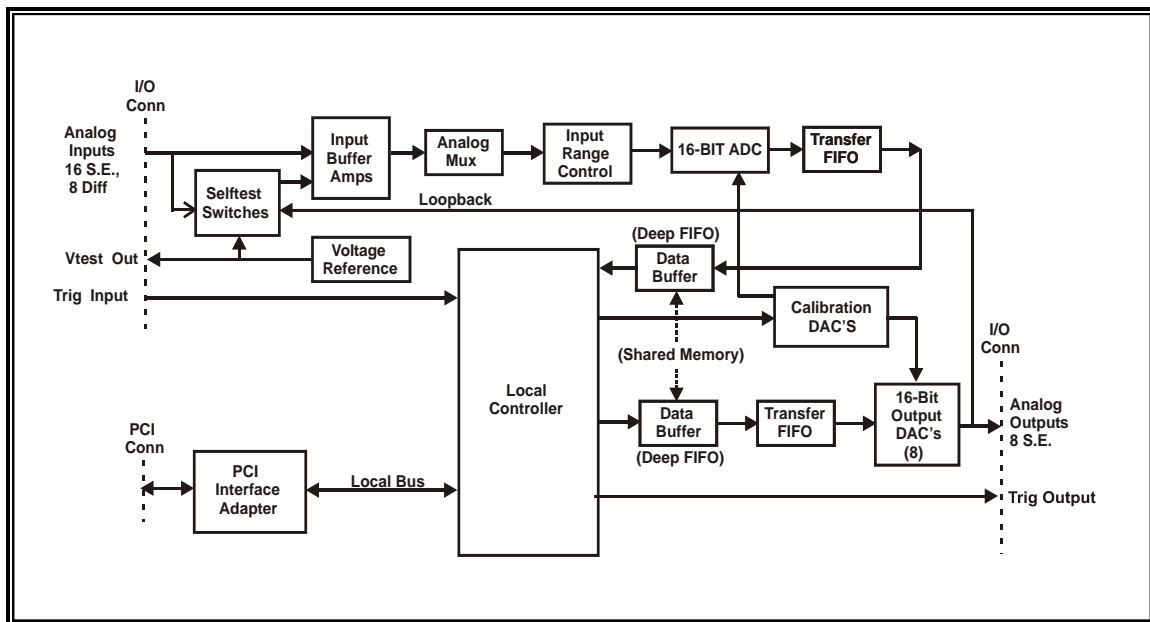 I/O
Conn
Analog
Inputs
16 S.E.,
8 Diff
Input
Buffer
Amps
Analog
Mux
Input
Range
Control
16-BIT ADC
Transfer
FIFO
Selftest
Switches
Loopback
Vtest Out
Voltage
Reference
(Deep FIFO)
Data
Buffer
Trig Input
Calibration
DAC'S
I/O
Conn
(Shared Memory)
Local
Controller
Data
Buffer
(Deep FIFO)
Transfer
FIFO
16-Bit
Output
DAC's
(8)
Analog
Outputs
8 S.E.
PCI
Conn
PCI
Interface
Adapter
Local Bus
Trig Output